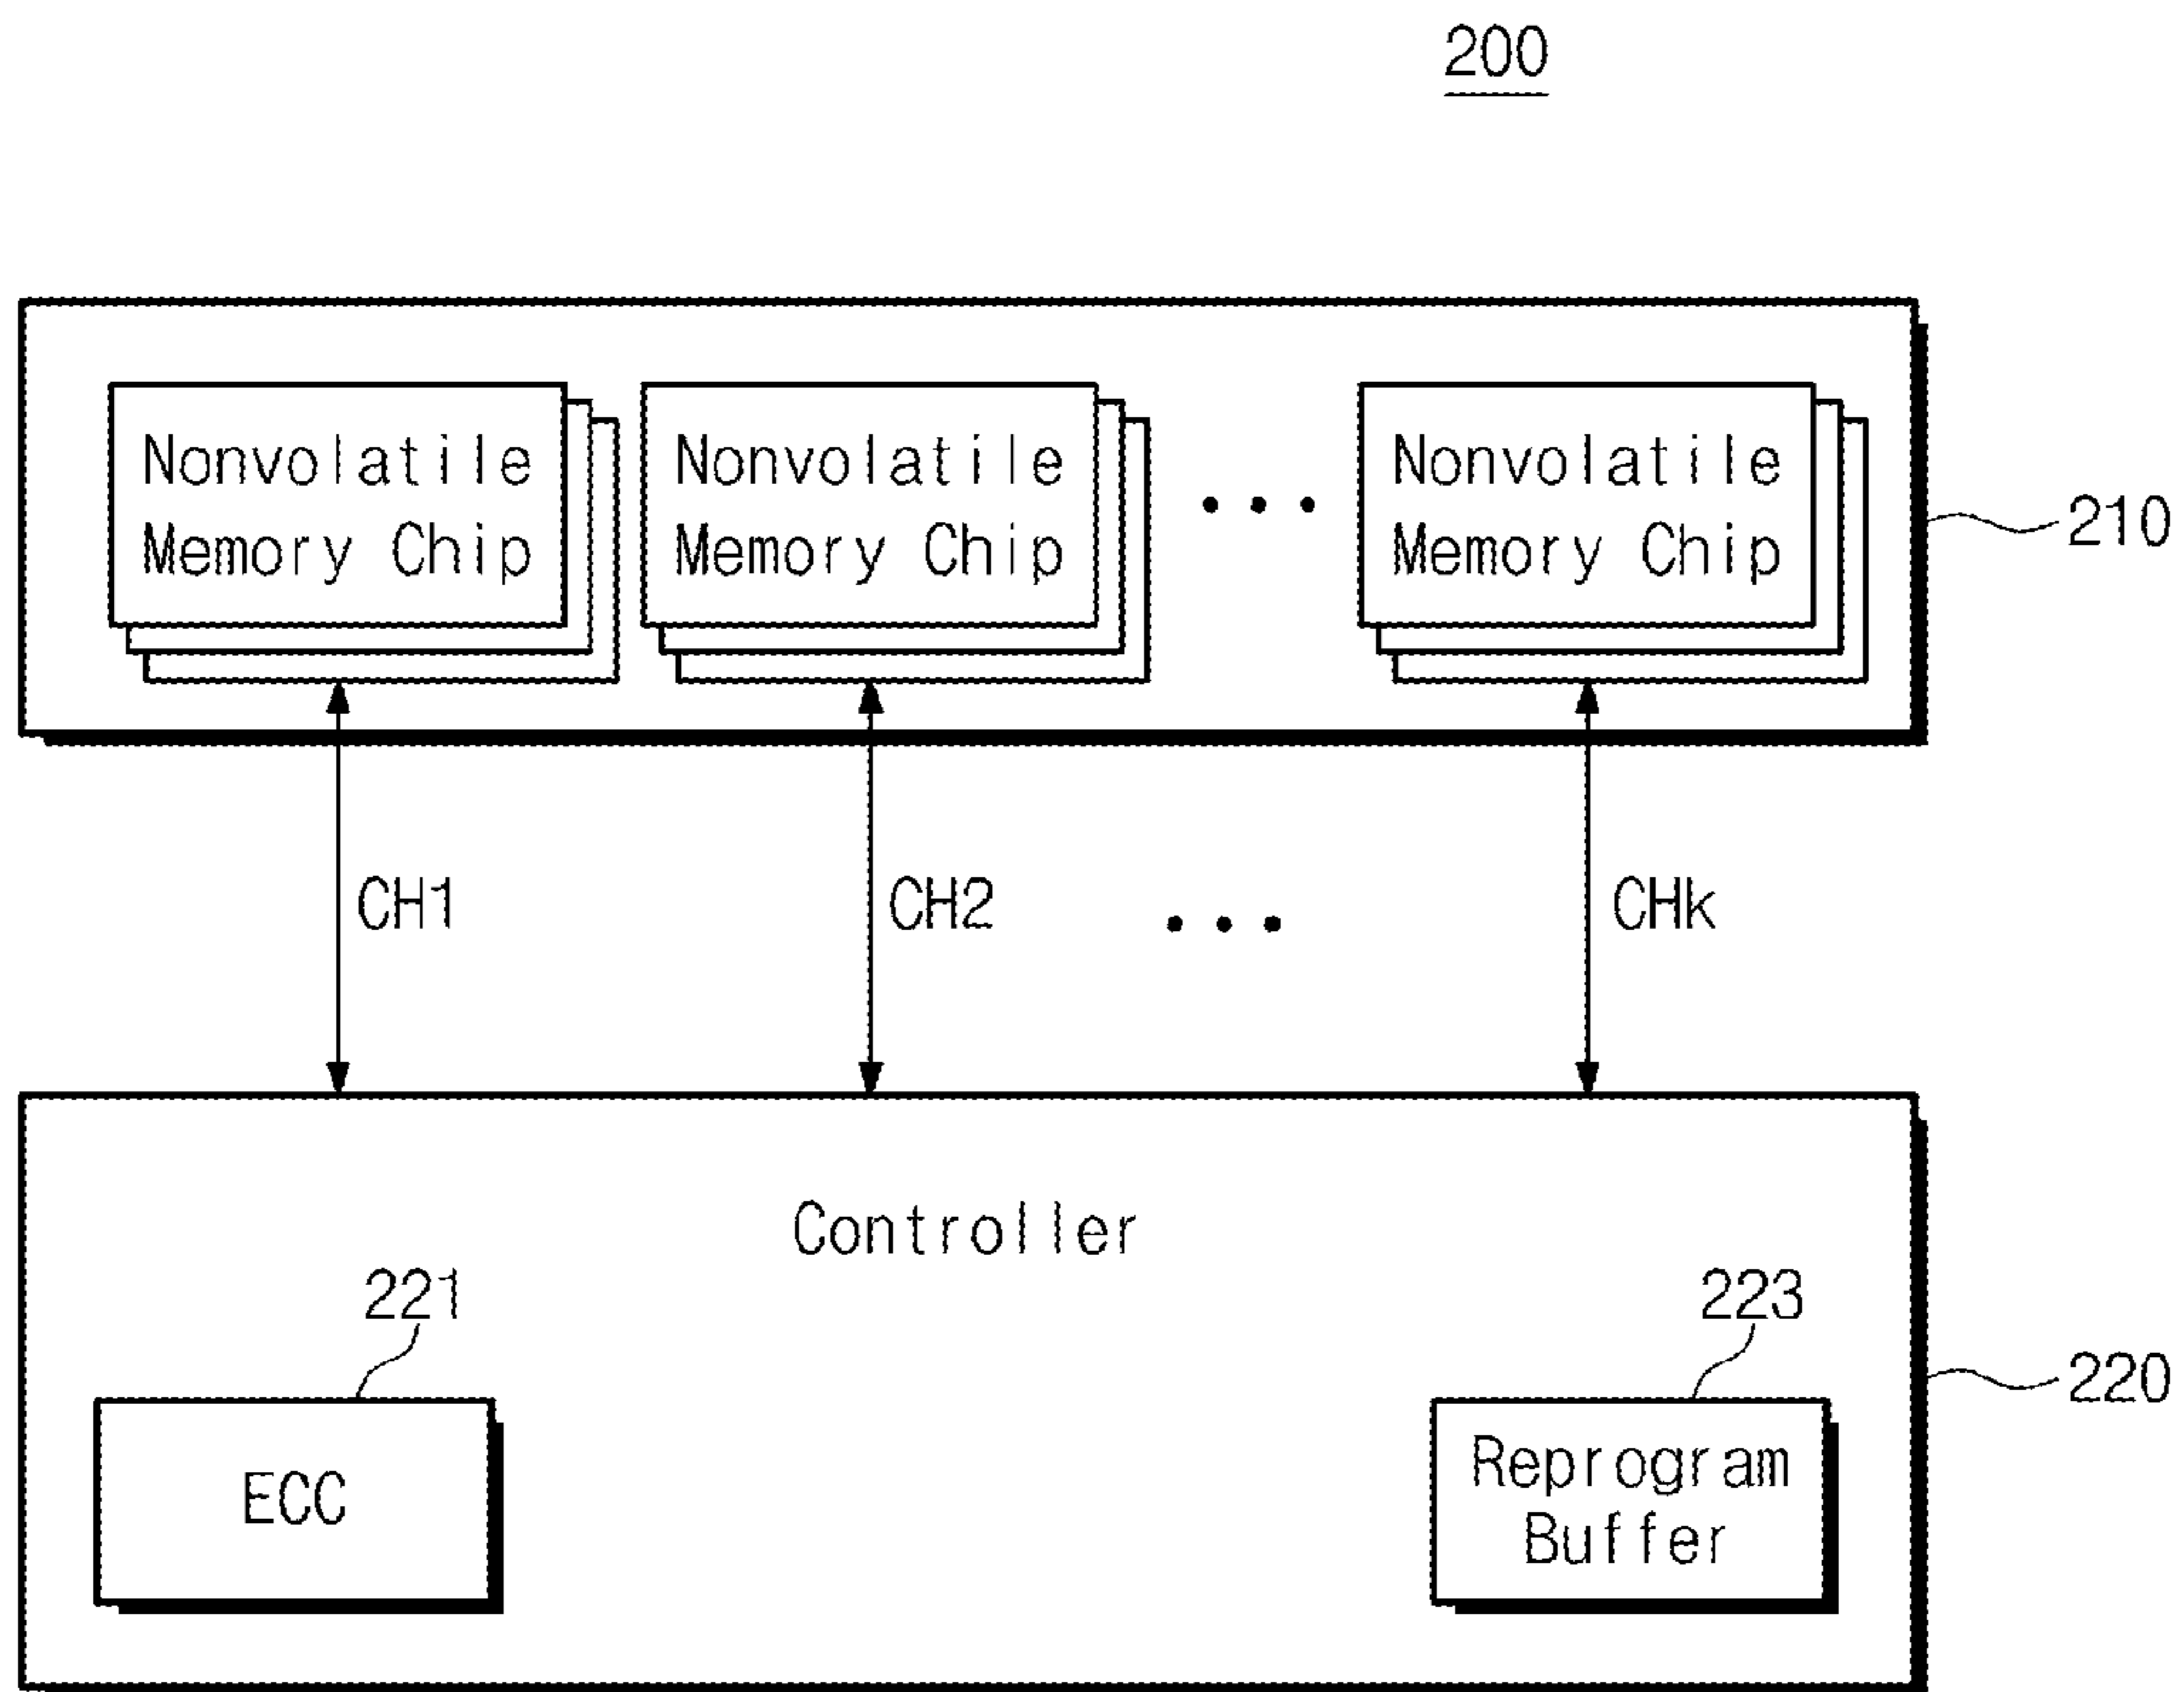 200
Nonvolatile
Memory Chip
Nonvolatile
Memory Chip
...
Nonvolatile
Memory Chip
210
CH1
CH2
...
CHk
Controller
221
223
220
ECC
Reprogram
Buffer